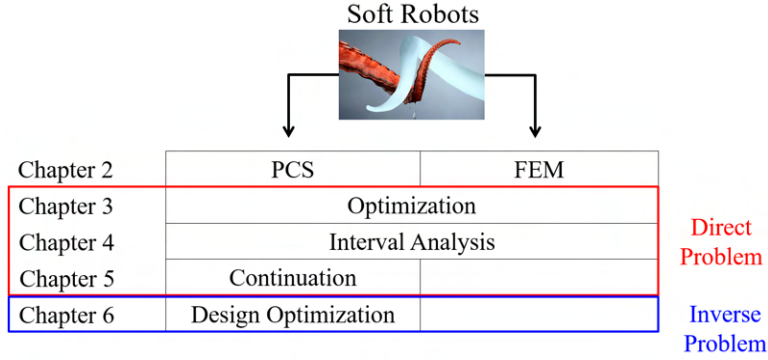 Soft Robots
Chapter 2 PCS FEM
Chapter 3 Optimization
Chapter 4 Interval Analysis
Chapter 5 Continuation
Direct
Problem
Chapter 6 Design Optimization
Inverse
Problem